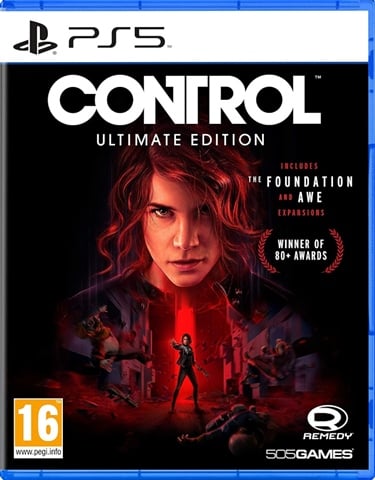 PS5
CONTROL™
ULTIMATE EDITION
INCLUDES
THE FOUNDATION
AND AWE
EXPANSIONS
WINNER OF
80+ AWARDS
16
www.pegi.info
R
REMEDY
505GAMES